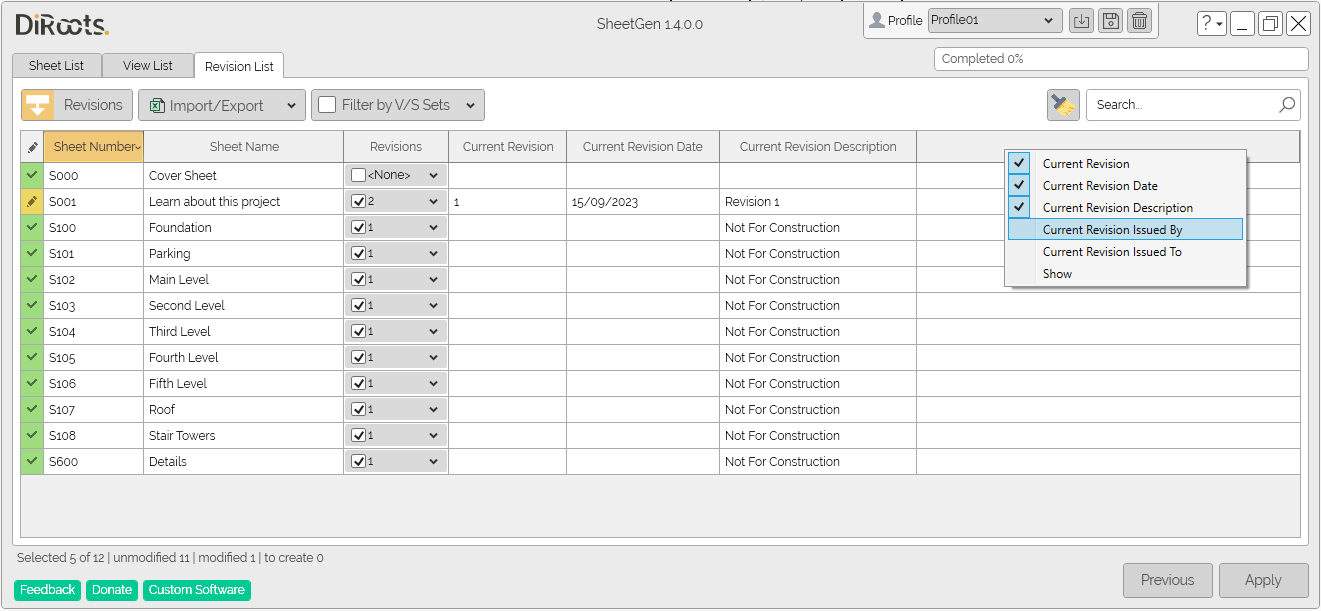 DiRoots.
SheetGen 1.4.0.0
Profile Profile01
?
Completed 0%
Sheet List View List Revision List
Revisions Import/Export Filter by V/S Sets Search...
Sheet Number Sheet Name Revisions Current Revision Current Revision Date Current Revision Description
S000 Cover Sheet <None>
S001 Learn about this project 2 1 15/09/2023 Revision 1
S100 Foundation 1 Not For Construction
S101 Parking 1 Not For Construction
S102 Main Level 1 Not For Construction
S103 Second Level 1 Not For Construction
S104 Third Level 1 Not For Construction
S105 Fourth Level 1 Not For Construction
S106 Fifth Level 1 Not For Construction
S107 Roof 1 Not For Construction
S108 Stair Towers 1 Not For Construction
S600 Details 1 Not For Construction
Current Revision
Current Revision Date
Current Revision Description
Current Revision Issued By
Current Revision Issued To
Show
Selected 5 of 12 | unmodified 11 | modified 1 | to create 0
Feedback Donate Custom Software
Previous Apply